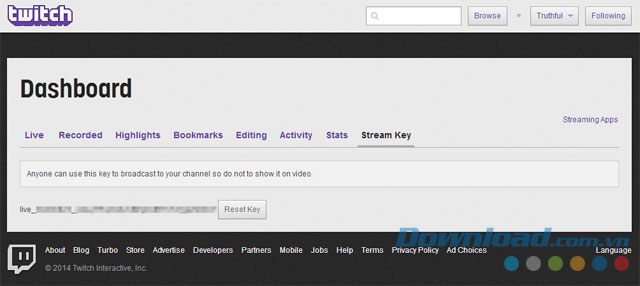 twitch
Browse
Truthful
Following
Dashboard
Streaming Apps
Live Recorded Highlights Bookmarks Editing Activity Stats Stream Key
Anyone can use this key to broadcast to your channel so do not to show it on video.
live_
Reset Key
About Blog Turbo Store Advertise Developers Partners Mobile Jobs Help Terms Privacy Policy Ad Choices Language
© 2014 Twitch Interactive, Inc.
Download.com.vn